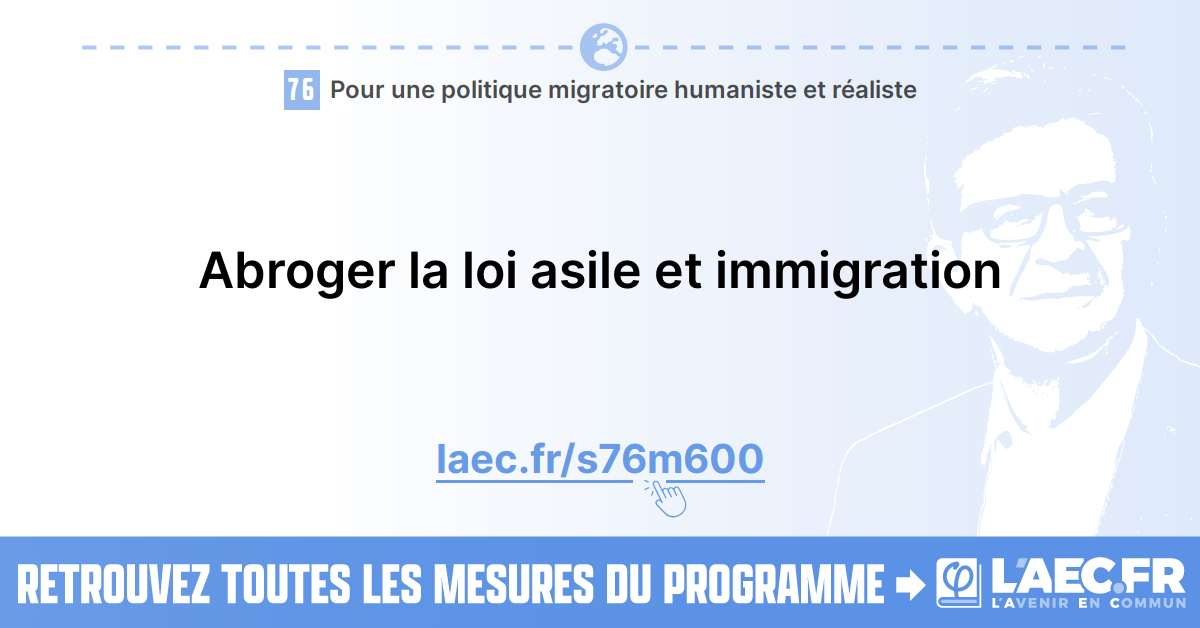 76 Pour une politique migratoire humaniste et réaliste
Abroger la loi asile et immigration
laec.fr/s76m600
RETROUVEZ TOUTES LES MESURES DU PROGRAMME
φ L'AEC.FR
L'AVENIR EN COMMUN